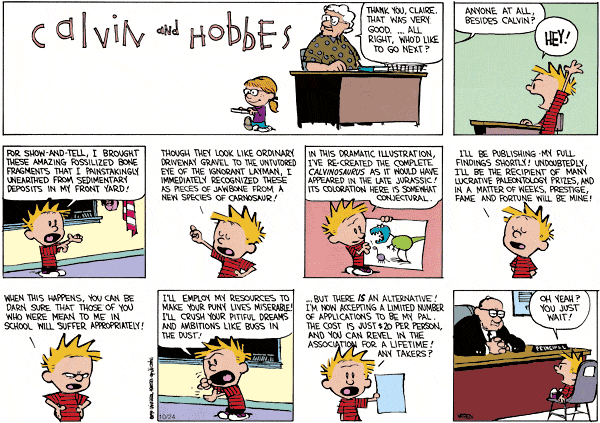 Calvin and Hobbes
THANK YOU, CLAIRE.
THAT WAS VERY
GOOD. ... ALL
RIGHT, WHO'D LIKE
TO GO NEXT?
ANYONE AT ALL,
BESIDES CALVIN?
HEY!
FOR SHOW-AND-TELL, I BROUGHT
THESE AMAZING FOSSILIZED BONE
FRAGMENTS THAT I PAINSTAKINGLY
UNEARTHED FROM SEDIMENTARY
DEPOSITS IN MY FRONT YARD!
THOUGH THEY LOOK LIKE ORDINARY
DRIVEWAY GRAVEL TO THE UNTUTORED
EYE OF THE IGNORANT LAYMAN, I
IMMEDIATELY RECOGNIZED THESE
AS PIECES OF JAWBONE FROM A
NEW SPECIES OF CARNOSAUR!
IN THIS DRAMATIC ILLUSTRATION,
I'VE RE-CREATED THE COMPLETE
CALVINOSAURUS AS IT WOULD HAVE
APPEARED IN THE LATE JURASSIC!
ITS COLORATION HERE IS SOMEWHAT
CONJECTURAL.
I'LL BE PUBLISHING MY FULL
FINDINGS SHORTLY! UNDOUBTEDLY,
I'LL BE THE RECIPIENT OF MANY
LUCRATIVE PALEONTOLOGY PRIZES, AND
IN A MATTER OF WEEKS, PRESTIGE,
FAME AND FORTUNE WILL BE MINE!
WHEN THIS HAPPENS, YOU CAN BE
DARN SURE THAT THOSE OF YOU
WHO WERE MEAN TO ME IN
SCHOOL WILL SUFFER APPROPRIATELY!
I'LL EMPLOY MY RESOURCES TO
MAKE YOUR PUNY LIVES MISERABLE!
I'LL CRUSH YOUR PITIFUL DREAMS
AND AMBITIONS LIKE BUGS IN
THE DUST!
10/24
...BUT THERE IS AN ALTERNATIVE!
I'M NOW ACCEPTING A LIMITED NUMBER
OF APPLICATIONS TO BE MY PAL.
THE COST IS JUST $20 PER PERSON,
AND YOU CAN REVEL IN THE
ASSOCIATION FOR A LIFETIME!
ANY TAKERS?
OH YEAH?
YOU JUST
WAIT!
PRINCIPAL